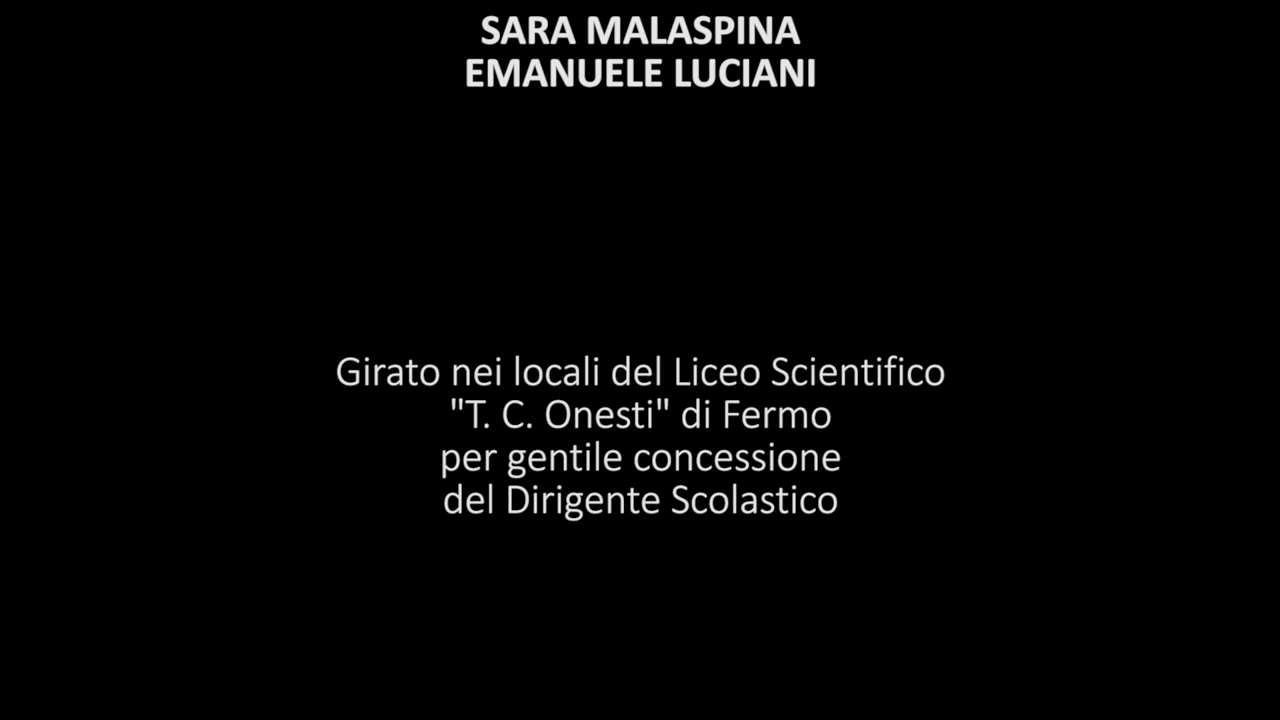 SARA MALASPINA
EMANUELE LUCIANI
Girato nei locali del Liceo Scientifico
"T. C. Onesti" di Fermo
per gentile concessione
del Dirigente Scolastico